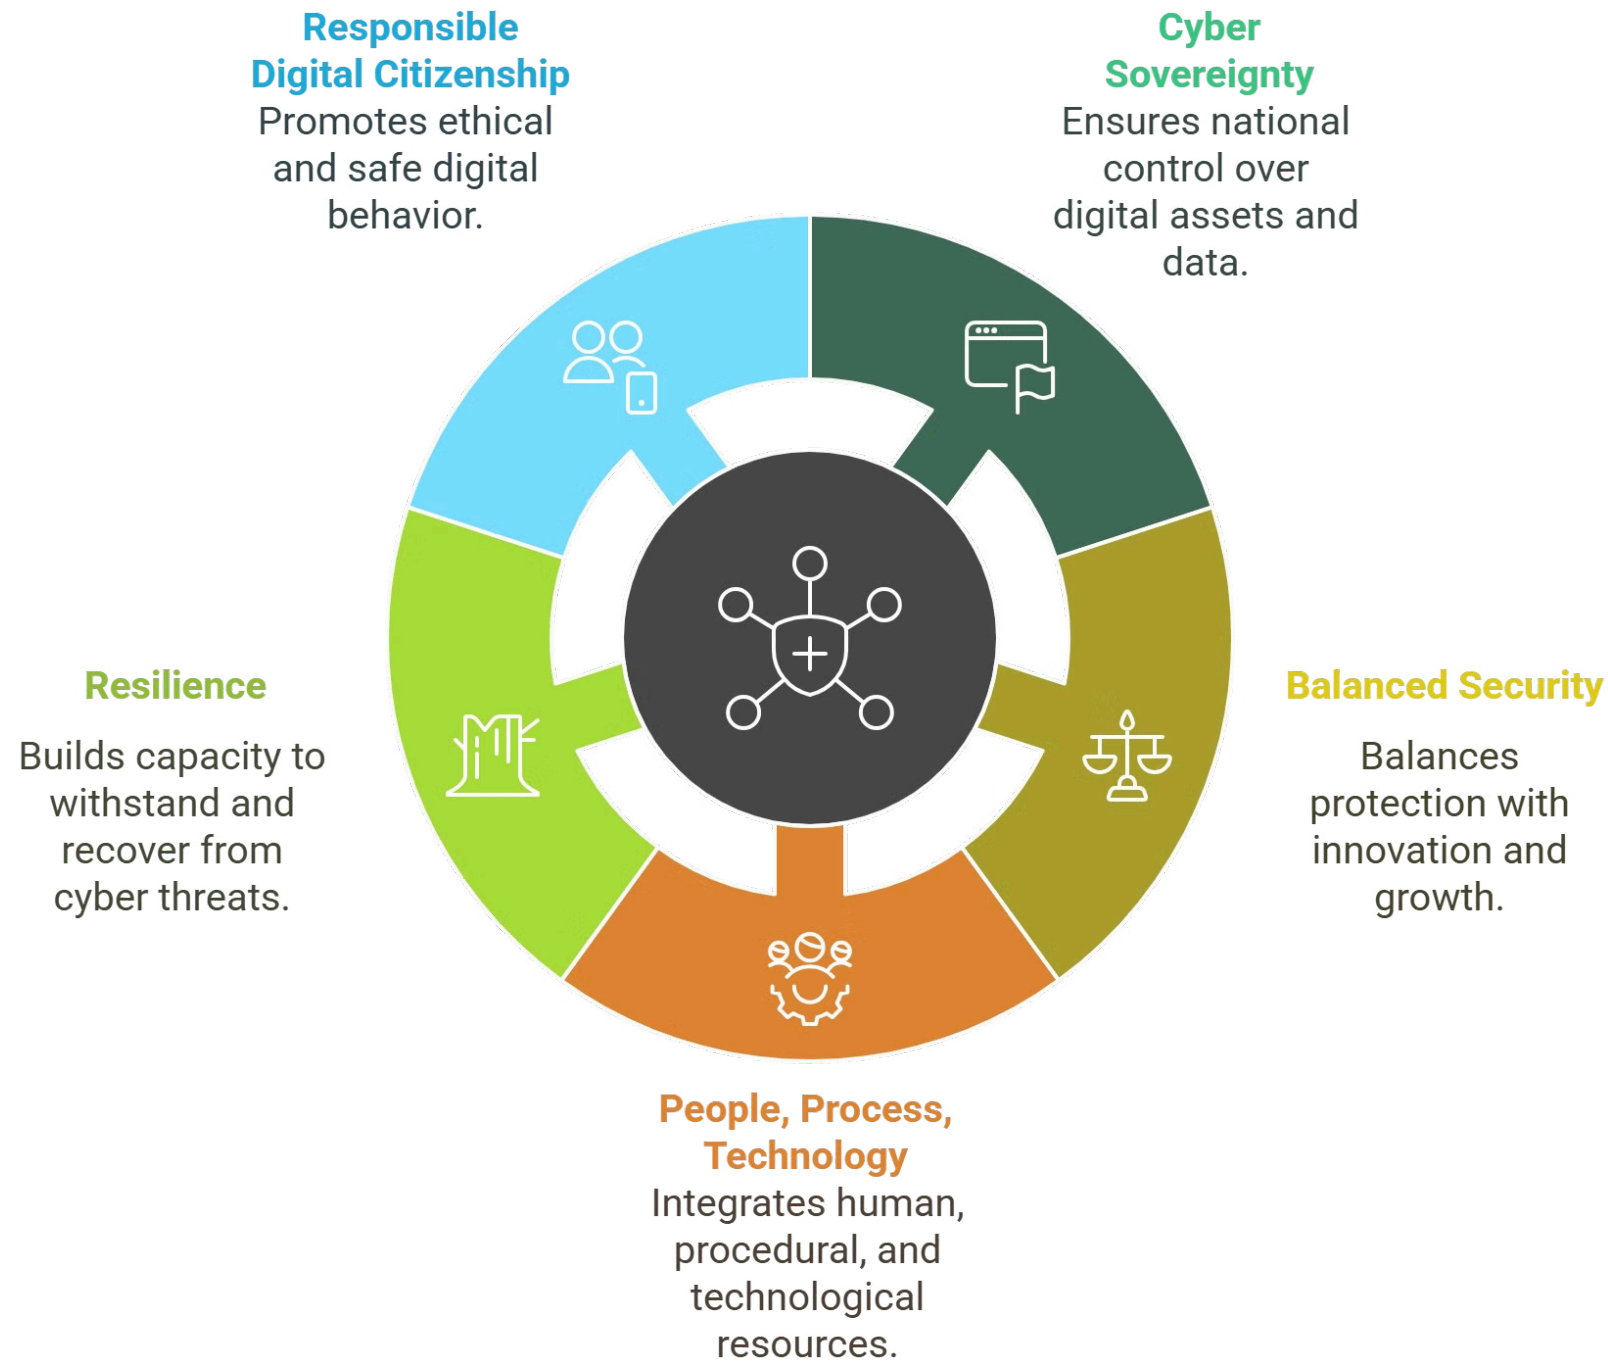 Responsible
Digital Citizenship
Promotes ethical
and safe digital
behavior.
Cyber
Sovereignty
Ensures national
control over
digital assets and
data.
Resilience
Builds capacity to
withstand and
recover from
cyber threats.
Balanced Security
Balances
protection with
innovation and
growth.
People, Process,
Technology
Integrates human,
procedural, and
technological
resources.